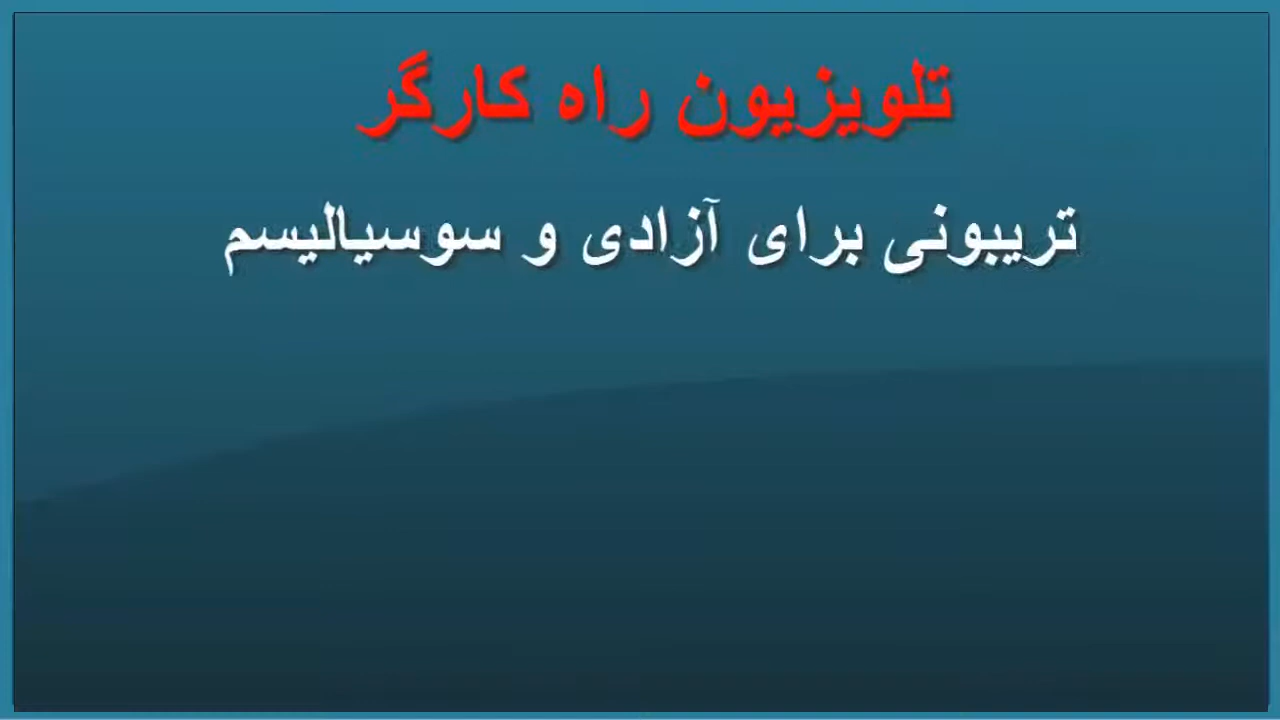 تلویزیون راه کارگر
تریبونی برای آزادی و سوسیالیسم